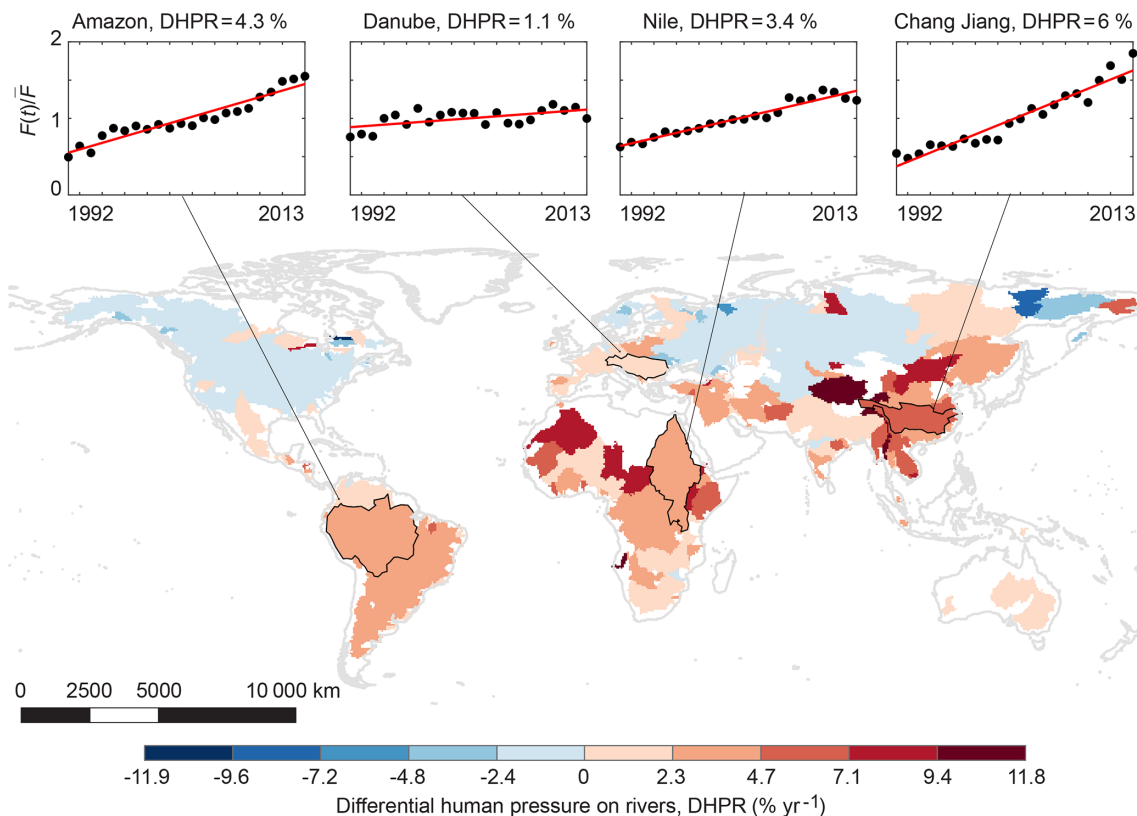 Amazon, DHPR=4.3 %
Danube, DHPR=1.1 %
Nile, DHPR=3.4 %
Chang Jiang, DHPR=6 %
2
1
0
F(t)/F̅
1992 2013
1992 2013
1992 2013
1992 2013
0 2500 5000 10 000 km
-11.9 -9.6 -7.2 -4.8 -2.4 0 2.3 4.7 7.1 9.4 11.8
Differential human pressure on rivers, DHPR (% yr⁻¹)